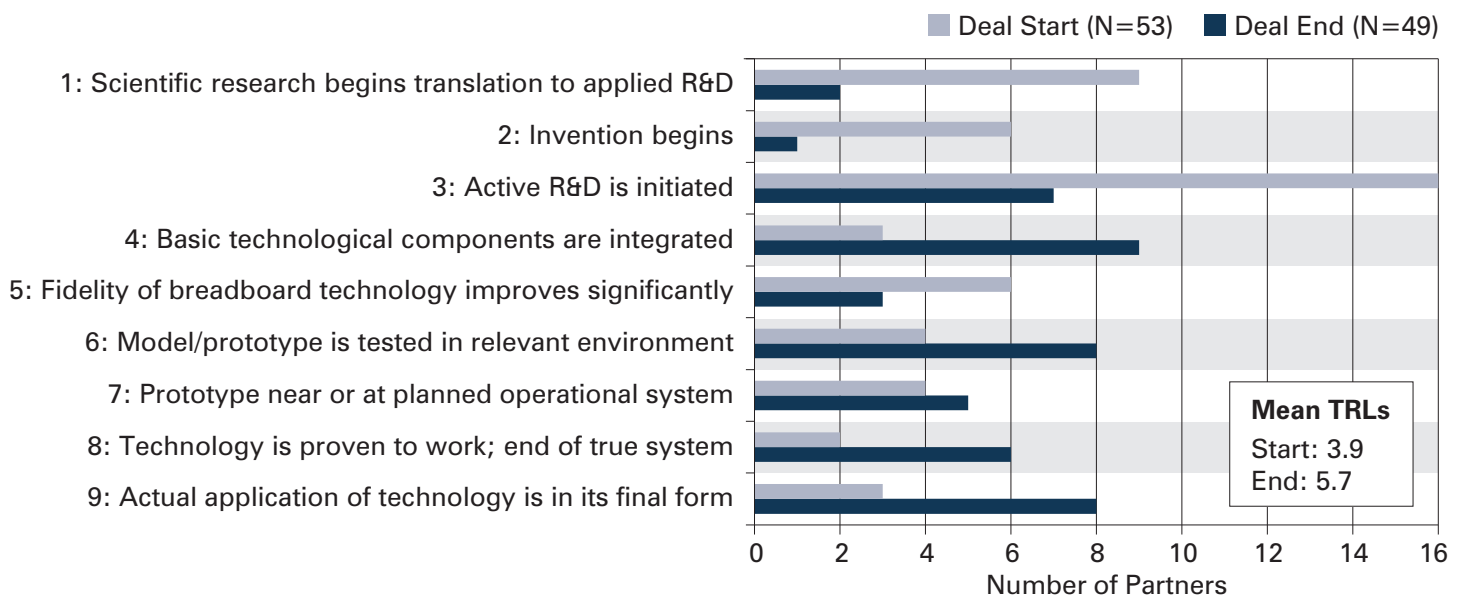 Deal Start (N=53) Deal End (N=49)
1: Scientific research begins translation to applied R&D
2: Invention begins
3: Active R&D is initiated
4: Basic technological components are integrated
5: Fidelity of breadboard technology improves significantly
6: Model/prototype is tested in relevant environment
7: Prototype near or at planned operational system
8: Technology is proven to work; end of true system
9: Actual application of technology is in its final form
Mean TRLs
Start: 3.9
End: 5.7
0 2 4 6 8 10 12 14 16
Number of Partners